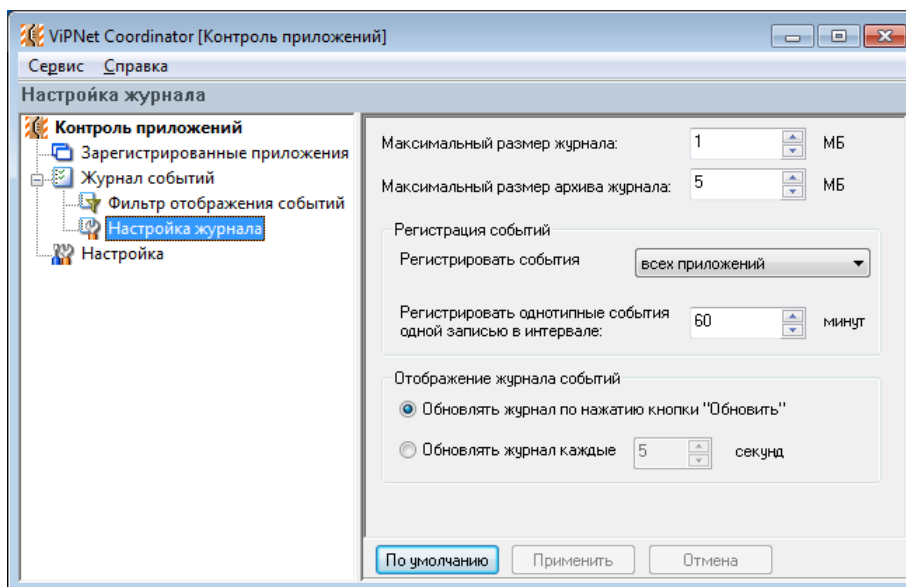 ViPNet Coordinator [Контроль приложений]
Сервис Справка
Настройка журнала
Контроль приложений
Зарегистрированные приложения
Журнал событий
Фильтр отображения событий
Настройка журнала
Настройка
Максимальный размер журнала: 1 МБ
Максимальный размер архива журнала: 5 МБ
Регистрация событий
Регистрировать события всех приложений
Регистрировать однотипные события
одной записью в интервале: 60 минут
Отображение журнала событий
Обновлять журнал по нажатию кнопки "Обновить"
Обновлять журнал каждые 5 секунд
По умолчанию Применить Отмена